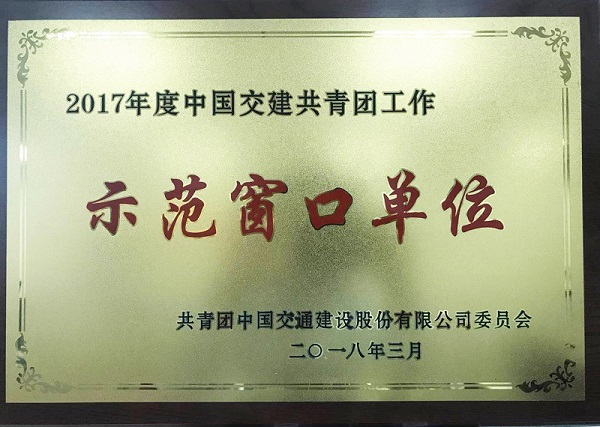 2017年度中国交建共青团工作
示范窗口单位
共青团中国交通建设股份有限公司委员会
二〇一八年三月